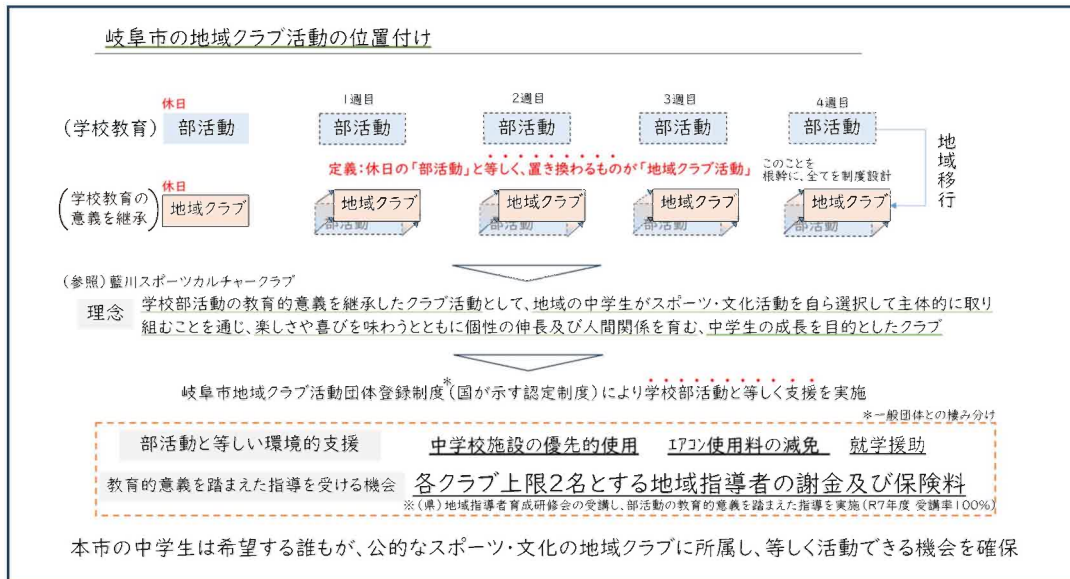 岐阜市の地域クラブ活動の位置付け
休日
1週目 2週目 3週目 4週目
(学校教育) 部活動 部活動 部活動 部活動 部活動
定義:休日の「部活動」と等しく、置き換わるものが「地域クラブ活動」
このことを
根幹に、全てを制度設計
地域移行
休日
(学校教育の
意義を継承)
地域クラブ 地域クラブ 地域クラブ 地域クラブ 地域クラブ
部活動 部活動 部活動 部活動
(参照)藍川スポーツカルチャークラブ
理念 学校部活動の教育的意義を継承したクラブ活動として、地域の中学生がスポーツ・文化活動を自ら選択して主体的に取り
組むことを通じ、楽しさや喜びを味わうとともに個性の伸長及び人間関係を育む、中学生の成長を目的としたクラブ
岐阜市地域クラブ活動団体登録制度*(国が示す認定制度)により学校部活動と等しく支援を実施
*一般団体との棲み分け
部活動と等しい環境的支援 中学校施設の優先的使用 エアコン使用料の減免 就学援助
教育的意義を踏まえた指導を受ける機会 各クラブ上限2名とする地域指導者の謝金及び保険料
※(県)地域指導者育成研修会の受講し、部活動の教育的意義を踏まえた指導を実施(R7年度 受講率100%)
本市の中学生は希望する誰もが、公的なスポーツ・文化の地域クラブに所属し、等しく活動できる機会を確保